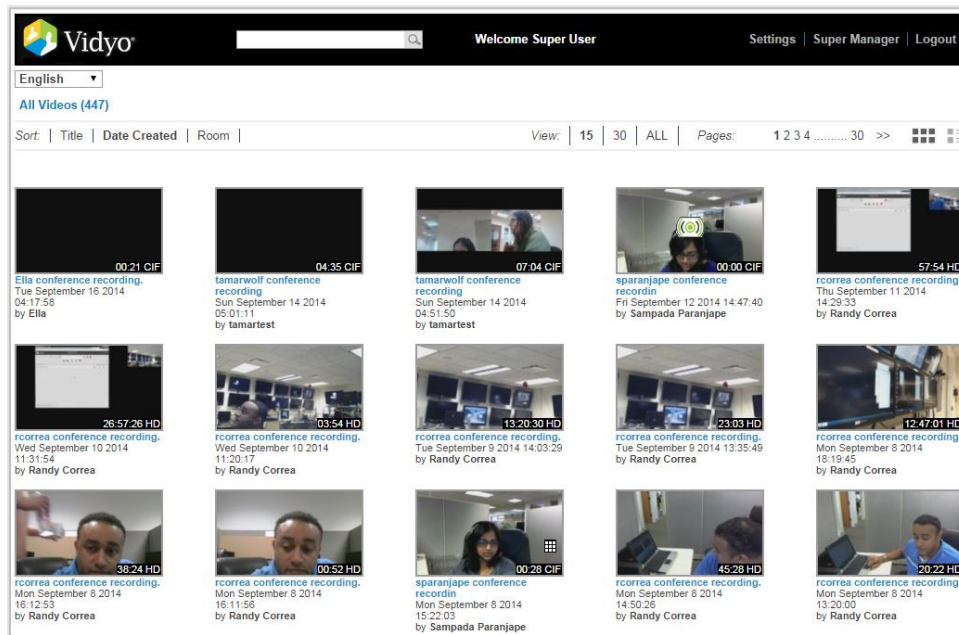 Vidyo
Welcome Super User
Settings | Super Manager | Logout
English
All Videos (447)
Sort: | Title | Date Created | Room |
View: | 15 | 30 | ALL | Pages: 1 2 3 4 .......... 30 >>
00:21 CIF
Ella conference recording.
Tue September 16 2014
04:17:58
by Ella
04:35 CIF
tamarwolf conference
recording
Sun September 14 2014
05:01:11
by tamartest
07:04 CIF
tamarwolf conference
recording
Sun September 14 2014
04:51:50
by tamartest
00:00 CIF
sparanjape conference
recordin
Fri September 12 2014 14:47:40
by Sampada Paranjape
57:54 HD
rcorrea conference recording
Thu September 11 2014
14:29:33
by Randy Correa
26:57:26 HD
rcorrea conference recording.
Wed September 10 2014
11:31:54
by Randy Correa
03:54 HD
rcorrea conference recording.
Wed September 10 2014
11:20:17
by Randy Correa
13:20:30 HD
rcorrea conference recording.
Tue September 9 2014 14:03:29
by Randy Correa
23:03 HD
rcorrea conference recording.
Tue September 9 2014 13:35:49
by Randy Correa
12:47:01 HD
rcorrea conference recording
Mon September 8 2014
18:19:45
by Randy Correa
38:24 HD
rcorrea conference recording.
Mon September 8 2014
16:12:53
by Randy Correa
00:52 HD
rcorrea conference recording.
Mon September 8 2014
16:11:56
by Randy Correa
00:28 CIF
sparanjape conference
recordin
Mon September 8 2014
15:22:03
by Sampada Paranjape
45:28 HD
rcorrea conference recording.
Mon September 8 2014
14:50:26
by Randy Correa
20:22 HD
rcorrea conference recording
Mon September 8 2014
13:20:00
by Randy Correa